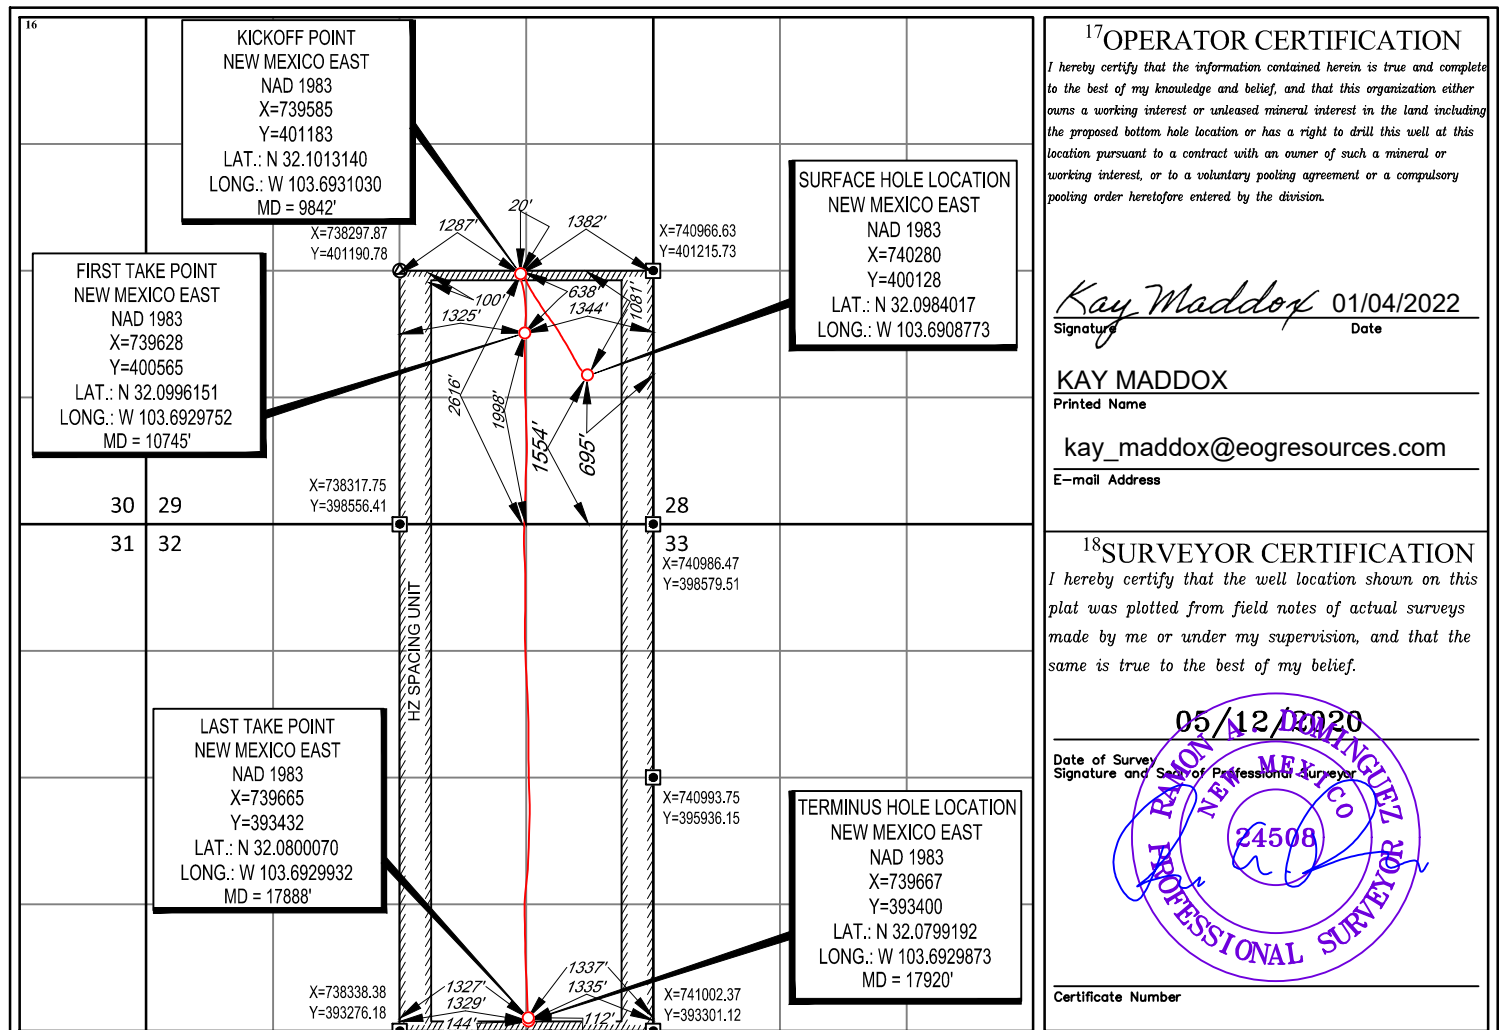 16
KICKOFF POINT
NEW MEXICO EAST
NAD 1983
X=739585
Y=401183
LAT.: N 32.1013140
LONG.: W 103.6931030
MD = 9842'
SURFACE HOLE LOCATION
NEW MEXICO EAST
NAD 1983
X=740280
Y=400128
LAT.: N 32.0984017
LONG.: W 103.6908773
X=738297.87
Y=401190.78
1287'
20'
1382'
X=740966.63
Y=401215.73
FIRST TAKE POINT
NEW MEXICO EAST
NAD 1983
X=739628
Y=400565
LAT.: N 32.0996151
LONG.: W 103.6929752
MD = 10745'
100'
638'
1081'
1325'
1344'
2616'
1998'
1554'
695'
X=738317.75
Y=398556.41
30 29
28
31 32
33
X=740986.47
Y=398579.51
HZ SPACING UNIT
LAST TAKE POINT
NEW MEXICO EAST
NAD 1983
X=739665
Y=393432
LAT.: N 32.0800070
LONG.: W 103.6929932
MD = 17888'
X=740993.75
Y=395936.15
TERMINUS HOLE LOCATION
NEW MEXICO EAST
NAD 1983
X=739667
Y=393400
LAT.: N 32.0799192
LONG.: W 103.6929873
MD = 17920'
X=738338.38
Y=393276.18
1327'
1329'
144'
1337'
1335'
112'
X=741002.37
Y=393301.12
17OPERATOR CERTIFICATION
I hereby certify that the information contained herein is true and complete
to the best of my knowledge and belief, and that this organization either
owns a working interest or unleased mineral interest in the land including
the proposed bottom hole location or has a right to drill this well at this
location pursuant to a contract with an owner of such a mineral or
working interest, or to a voluntary pooling agreement or a compulsory
pooling order heretofore entered by the division.
Kay Maddox 01/04/2022
Signature Date
KAY MADDOX
Printed Name
kay_maddox@eogresources.com
E-mail Address
18SURVEYOR CERTIFICATION
I hereby certify that the well location shown on this
plat was plotted from field notes of actual surveys
made by me or under my supervision, and that the
same is true to the best of my belief.
05/12/2020
Date of Survey
Signature and Seal of Professional Surveyor
RAMON A. DOMINGUEZ
NEW MEXICO
24508
PROFESSIONAL SURVEYOR
Certificate Number